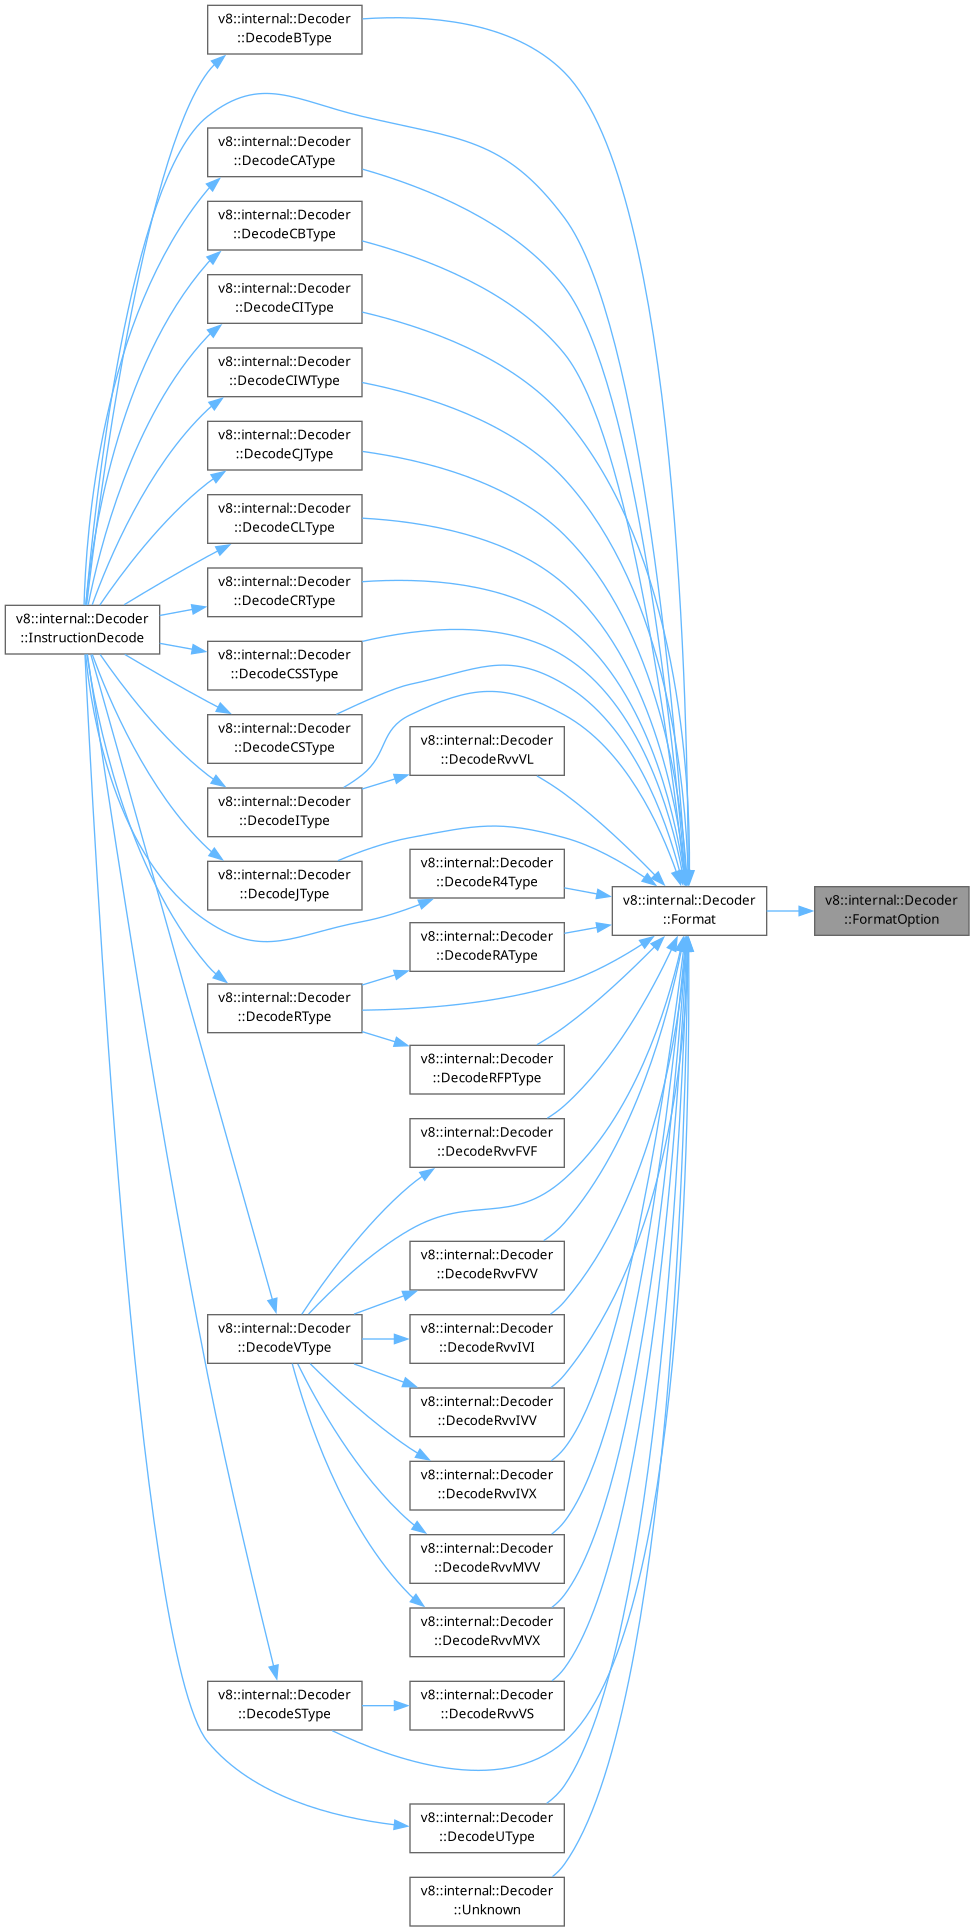 v8::internal::Decoder
::DecodeBType
v8::internal::Decoder
::DecodeCAType
v8::internal::Decoder
::DecodeCBType
v8::internal::Decoder
::DecodeCIType
v8::internal::Decoder
::DecodeCIWType
v8::internal::Decoder
::DecodeCJType
v8::internal::Decoder
::DecodeCLType
v8::internal::Decoder
::DecodeCRType
v8::internal::Decoder
::InstructionDecode
v8::internal::Decoder
::DecodeCSSType
v8::internal::Decoder
::DecodeCSType
v8::internal::Decoder
::DecodeRvvVL
v8::internal::Decoder
::DecodeIType
v8::internal::Decoder
::DecodeR4Type
v8::internal::Decoder
::DecodeJType
v8::internal::Decoder
::Format
v8::internal::Decoder
::FormatOption
v8::internal::Decoder
::DecodeRAType
v8::internal::Decoder
::DecodeRType
v8::internal::Decoder
::DecodeRFPType
v8::internal::Decoder
::DecodeRvvFVF
v8::internal::Decoder
::DecodeRvvFVV
v8::internal::Decoder
::DecodeVType
v8::internal::Decoder
::DecodeRvvIVI
v8::internal::Decoder
::DecodeRvvIVV
v8::internal::Decoder
::DecodeRvvIVX
v8::internal::Decoder
::DecodeRvvMVV
v8::internal::Decoder
::DecodeRvvMVX
v8::internal::Decoder
::DecodeSType
v8::internal::Decoder
::DecodeRvvVS
v8::internal::Decoder
::DecodeUType
v8::internal::Decoder
::Unknown